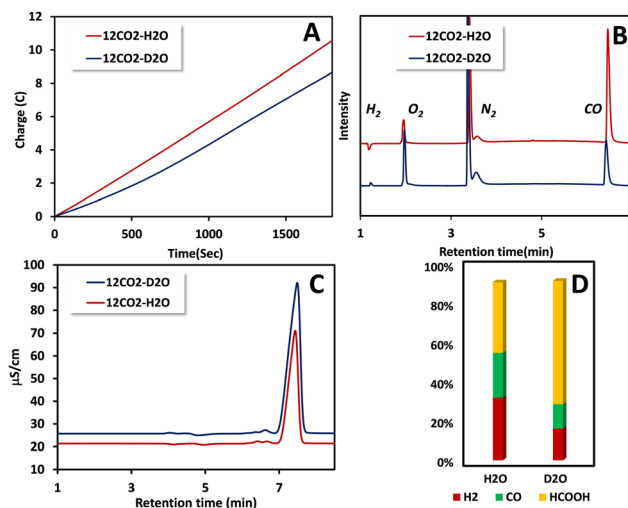 A
12CO2-H2O
12CO2-D2O
Charge (C)
12
10
8
6
4
2
0
0
500
1000
1500
Time(Sec)
B
12CO2-H2O
12CO2-D2O
Intensity
H2
O2
N2
CO
1
3
5
Retention time(min)
C
12CO2-D2O
12CO2-H2O
μS/cm
100
90
80
70
60
50
40
30
20
10
1
3
5
7
Retention time (min)
D
100%
80%
60%
40%
20%
0%
H2O
D2O
H2
CO
HCOOH